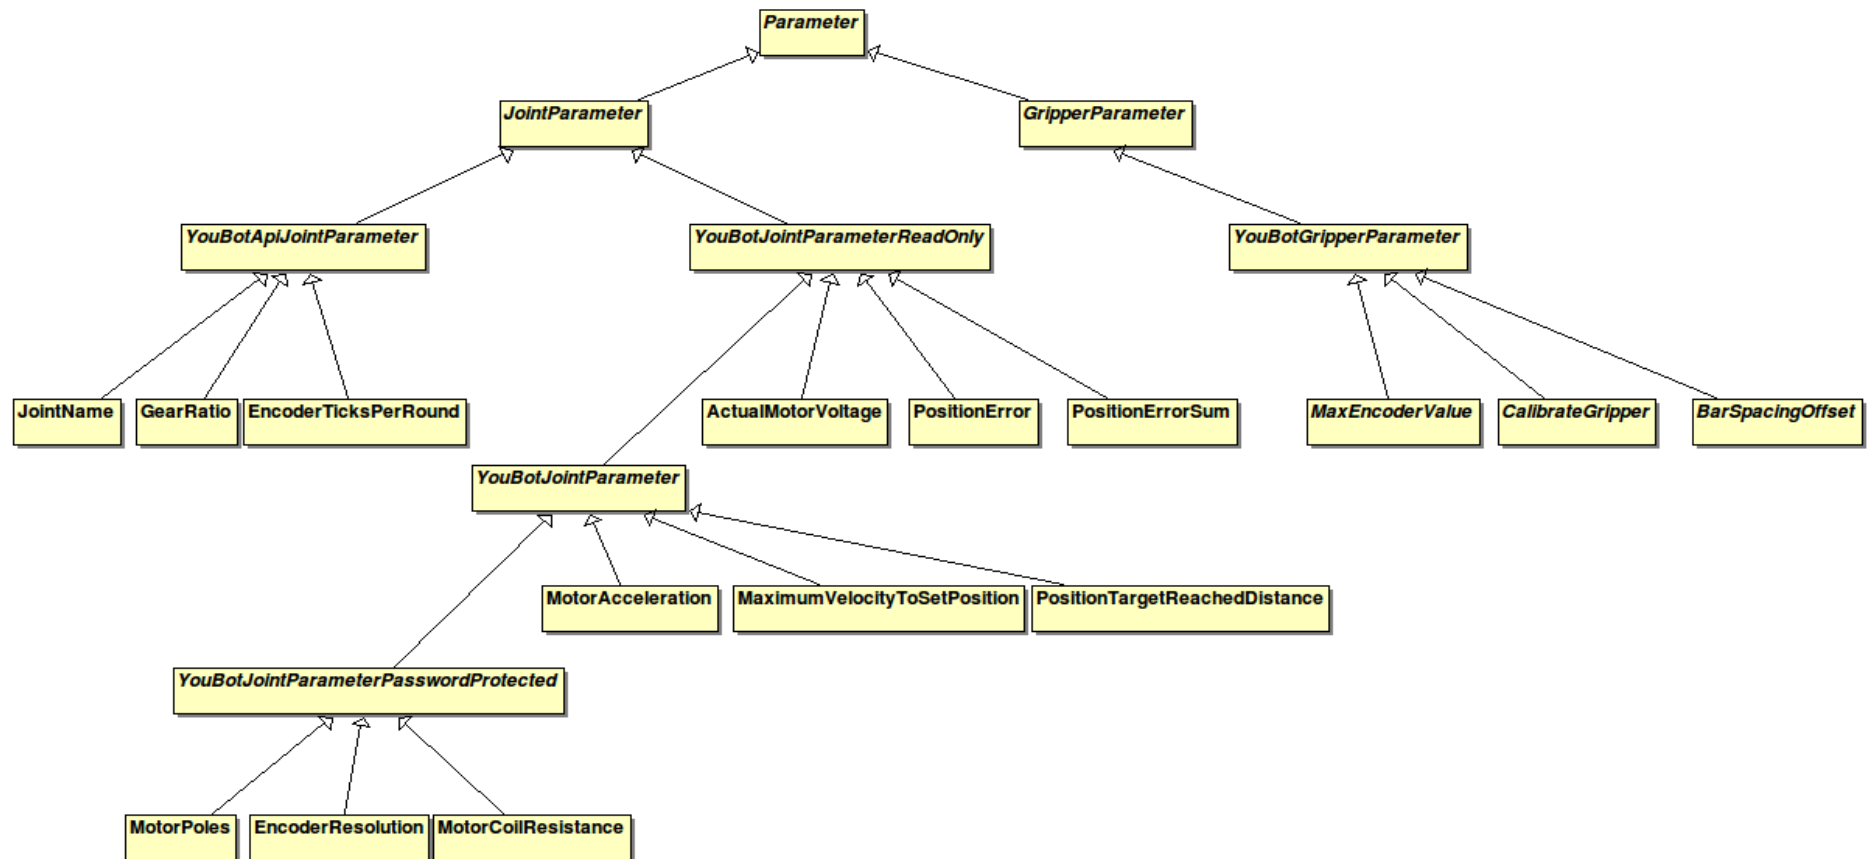 Parameter
JointParameter
GripperParameter
YouBotApiJointParameter
YouBotJointParameterReadOnly
YouBotGripperParameter
JointName
GearRatio
EncoderTicksPerRound
ActualMotorVoltage
PositionError
PositionErrorSum
MaxEncoderValue
CalibrateGripper
BarSpacingOffset
YouBotJointParameter
MotorAcceleration
MaximumVelocityToSetPosition
PositionTargetReachedDistance
YouBotJointParameterPasswordProtected
MotorPoles
EncoderResolution
MotorCoilResistance